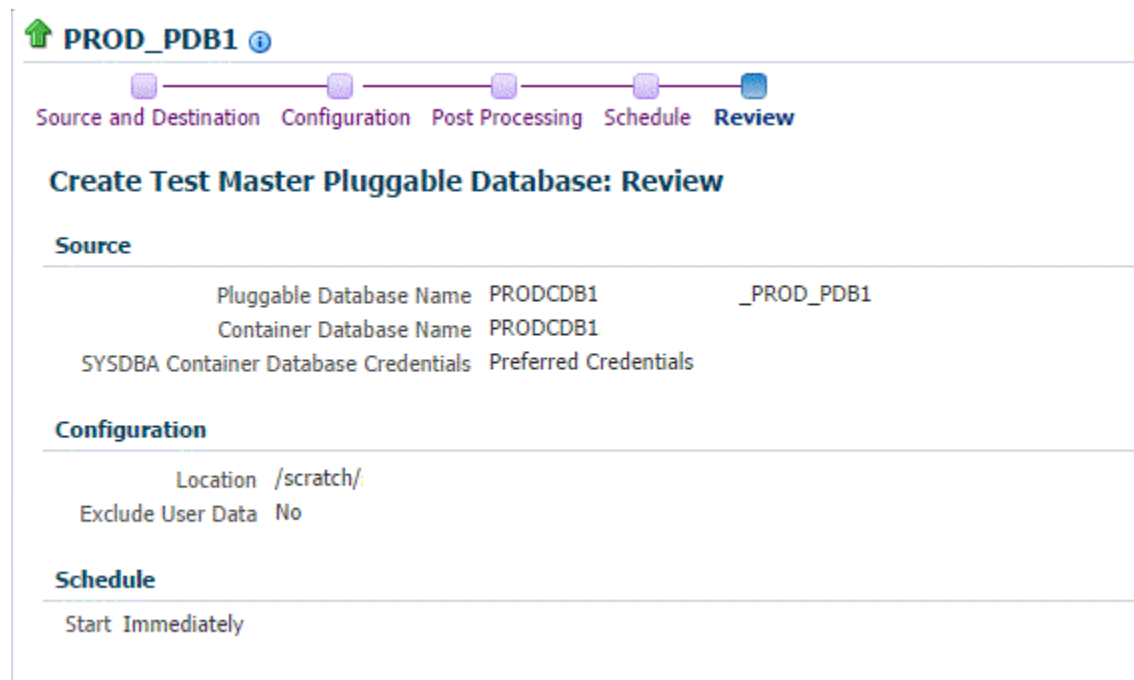 PROD_PDB1
Source and Destination Configuration Post Processing Schedule Review
Create Test Master Pluggable Database: Review
Source
Pluggable Database Name PRODCDB1 _PROD_PDB1
Container Database Name PRODCDB1
SYSDBA Container Database Credentials Preferred Credentials
Configuration
Location /scratch/
Exclude User Data No
Schedule
Start Immediately